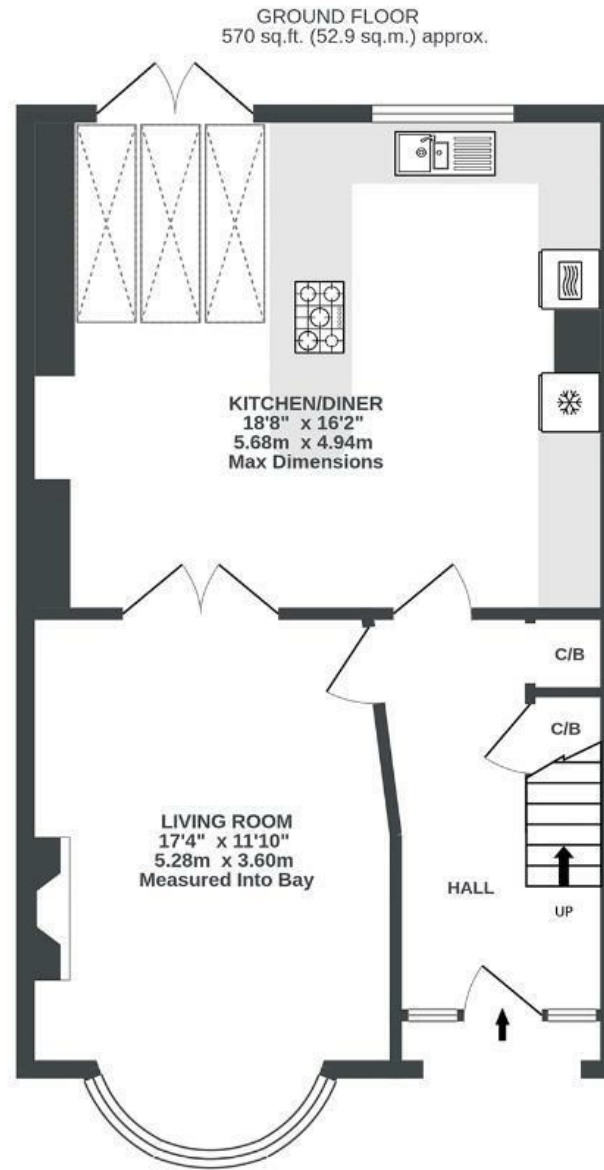 GROUND FLOOR
570 sq.ft. (52.9 sq.m.) approx.
KITCHEN/DINER
18'8" x 16'2"
5.68m x 4.94m
Max Dimensions
C/B
C/B
LIVING ROOM
17'4" x 11'10"
5.28m x 3.60m
Measured Into Bay
HALL
UP